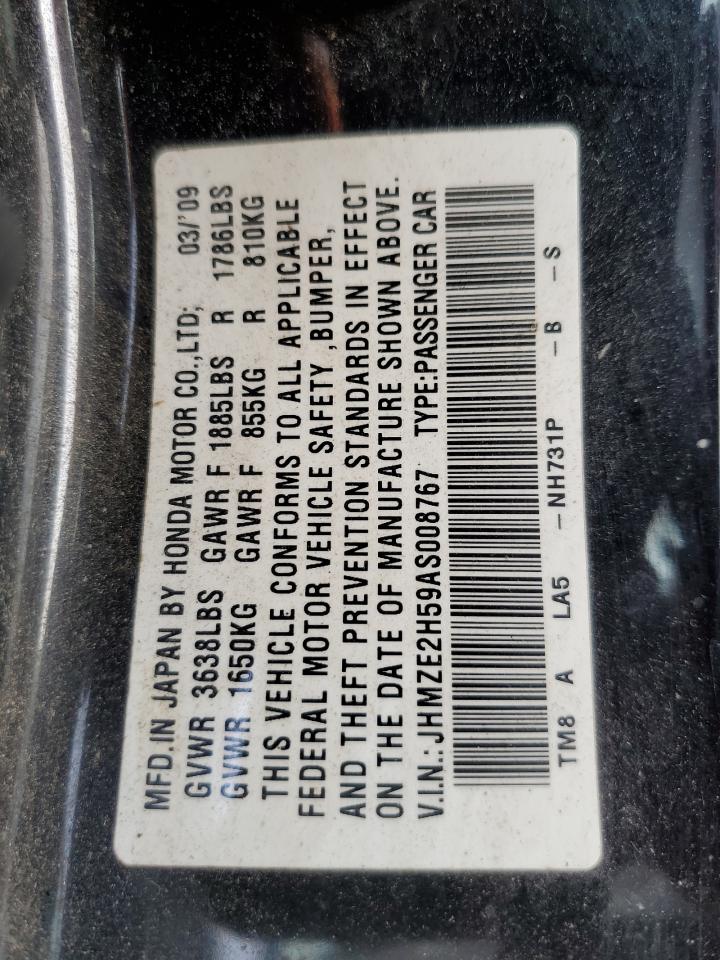 MFD.IN JAPAN BY HONDA MOTOR CO.,LTD; 03/'09
GVWR 3638LBS GAWR F 1885LBS R 1786LBS
GVWR 1650KG GAWR F 855KG R 810KG
THIS VEHICLE CONFORMS TO ALL APPLICABLE
FEDERAL MOTOR VEHICLE SAFETY ,BUMPER,
AND THEFT PREVENTION STANDARDS IN EFFECT
ON THE DATE OF MANUFACTURE SHOWN ABOVE.
V.I.N.: JHMZE2H59AS008767 TYPE:PASSENGER CAR
TM8 A LA5 – NH731P – B – S